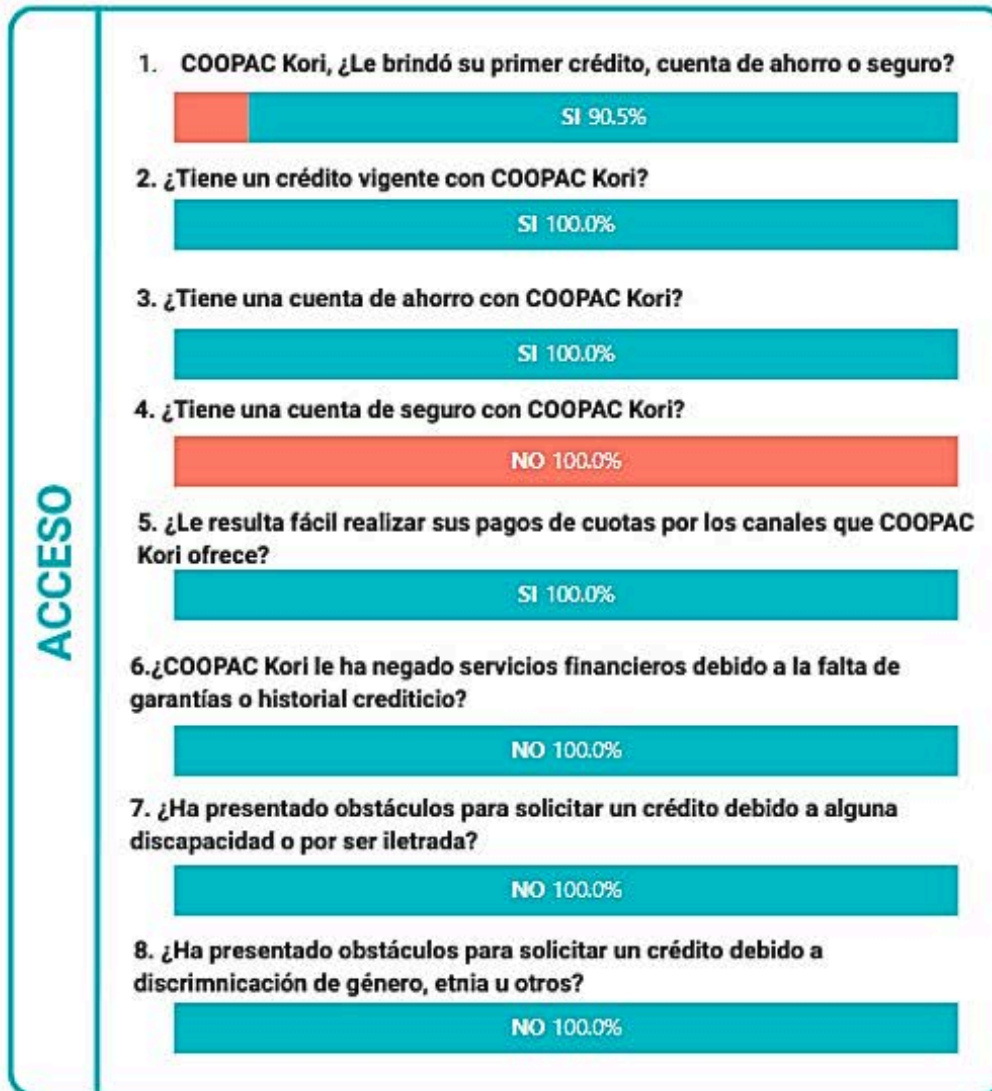 ACCESO
1. COOPAC Kori, ¿Le brindó su primer crédito, cuenta de ahorro o seguro?
SI 90.5%
2. ¿Tiene un crédito vigente con COOPAC Kori?
SI 100.0%
3. ¿Tiene una cuenta de ahorro con COOPAC Kori?
SI 100.0%
4. ¿Tiene una cuenta de seguro con COOPAC Kori?
NO 100.0%
5. ¿Le resulta fácil realizar sus pagos de cuotas por los canales que COOPAC
Kori ofrece?
SI 100.0%
6.¿COOPAC Kori le ha negado servicios financieros debido a la falta de
garantías o historial crediticio?
NO 100.0%
7. ¿Ha presentado obstáculos para solicitar un crédito debido a alguna
discapacidad o por ser iletrada?
NO 100.0%
8. ¿Ha presentado obstáculos para solicitar un crédito debido a
discrimnicación de género, etnia u otros?
NO 100.0%